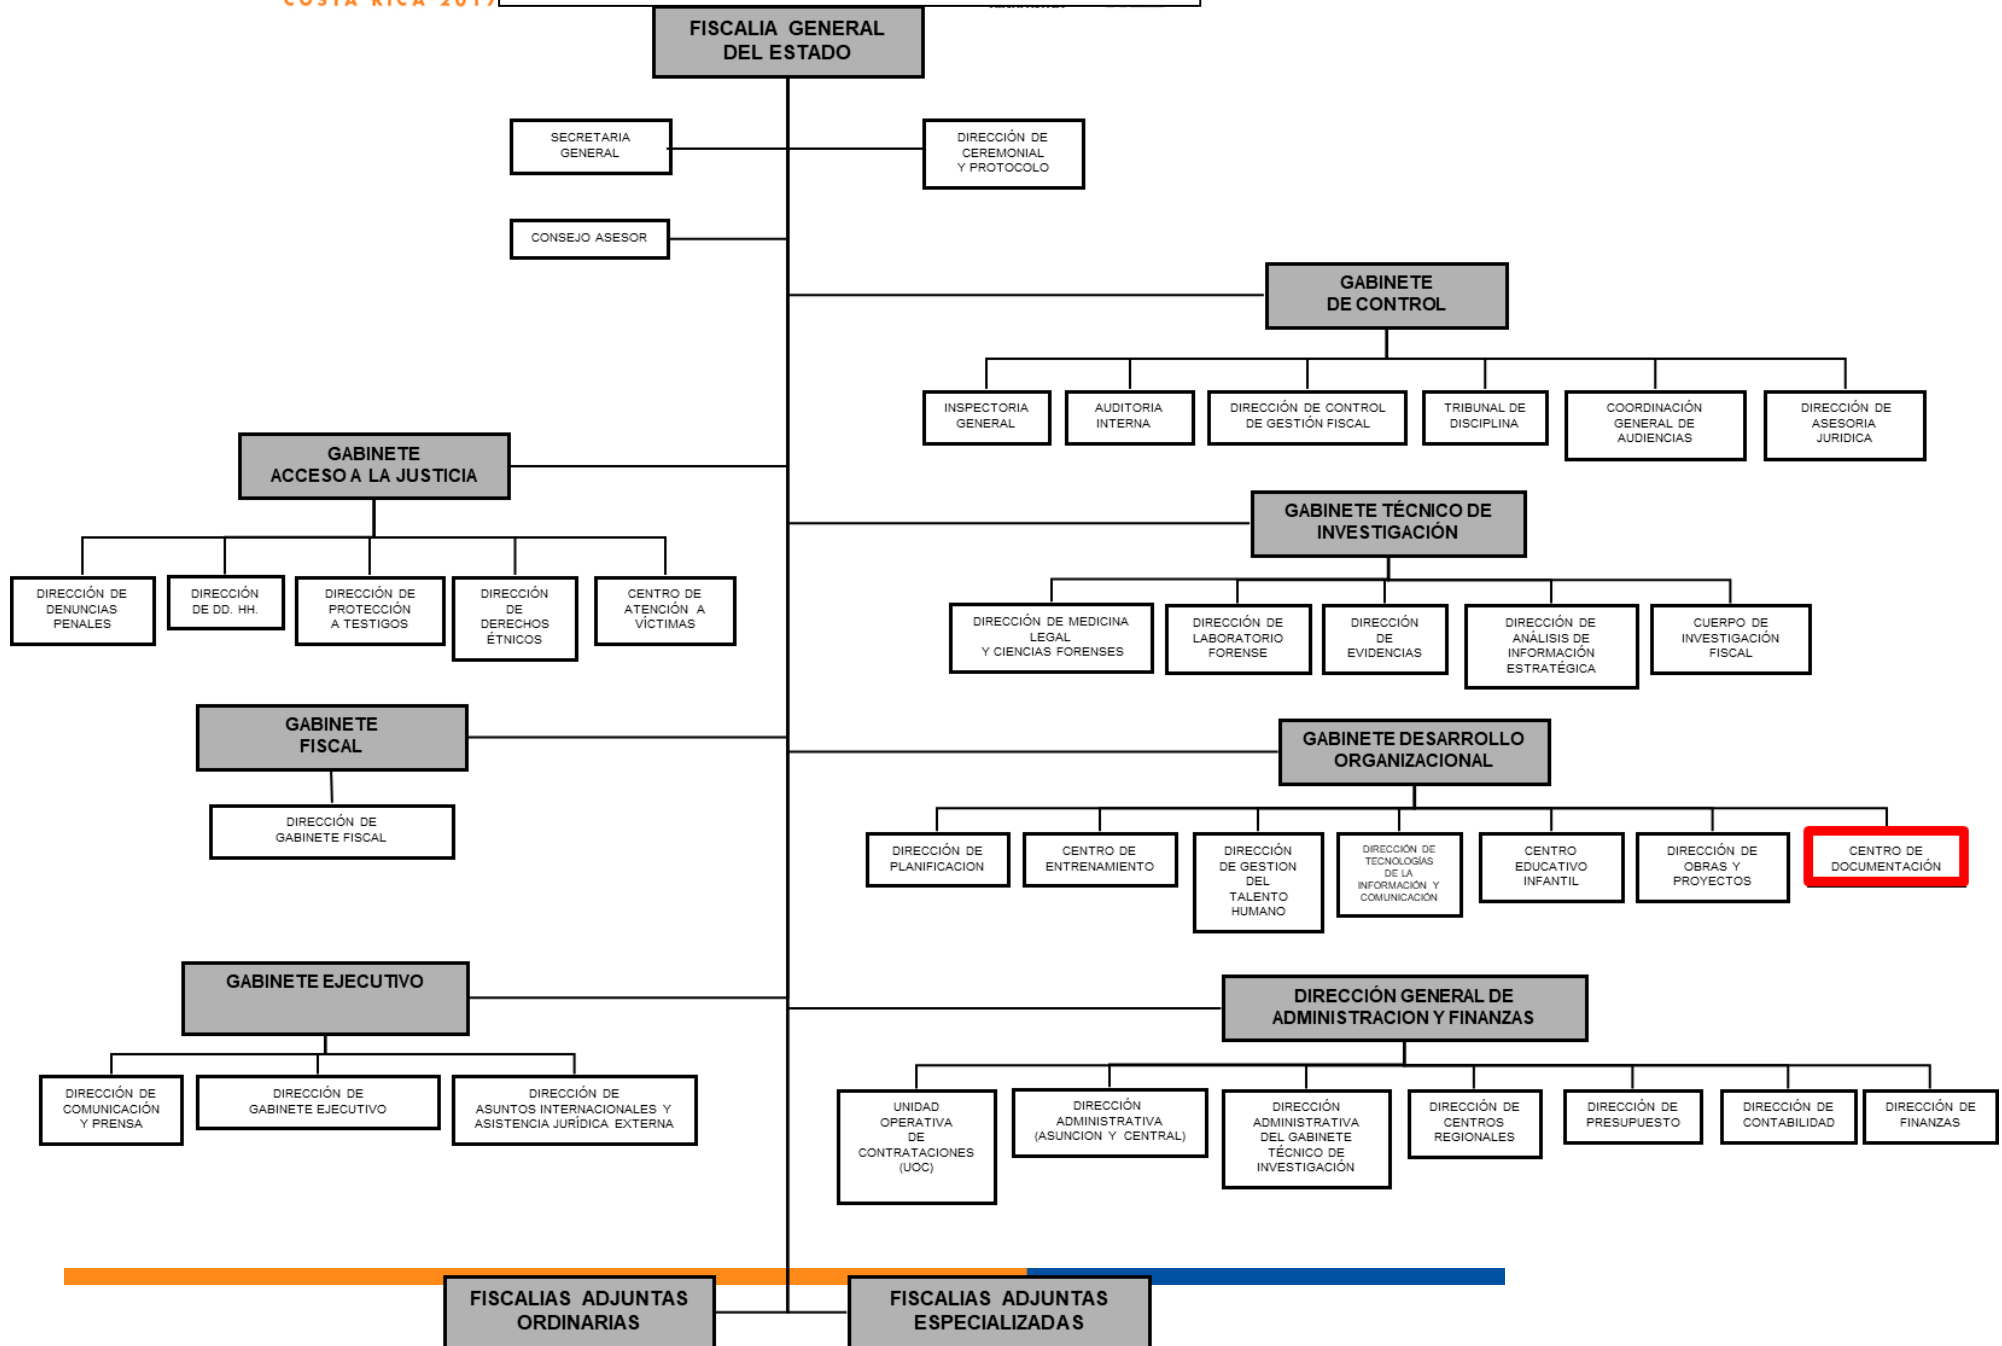 COSTA RICA 2017
FISCALIA GENERAL
DEL ESTADO
SECRETARIA
GENERAL
DIRECCIÓN DE
CEREMONIAL
Y PROTOCOLO
CONSEJO ASESOR
GABINETE
DE CONTROL
INSPECTORIA
GENERAL
AUDITORIA
INTERNA
DIRECCIÓN DE CONTROL
DE GESTIÓN FISCAL
TRIBUNAL DE
DISCIPLINA
COORDINACIÓN
GENERAL DE
AUDIENCIAS
DIRECCIÓN DE
ASESORIA
JURIDICA
GABINETE
ACCESO A LA JUSTICIA
DIRECCIÓN DE
DENUNCIAS
PENALES
DIRECCIÓN
DE DD. HH.
DIRECCIÓN DE
PROTECCIÓN
A TESTIGOS
DIRECCIÓN
DE
DERECHOS
ÉTNICOS
CENTRO DE
ATENCIÓN A
VÍCTIMAS
GABINETE TÉCNICO DE
INVESTIGACIÓN
DIRECCIÓN DE MEDICINA
LEGAL
Y CIENCIAS FORENSES
DIRECCIÓN DE
LABORATORIO
FORENSE
DIRECCIÓN
DE
EVIDENCIAS
DIRECCIÓN DE
ANÁLISIS DE
INFORMACIÓN
ESTRATÉGICA
CUERPO DE
INVESTIGACIÓN
FISCAL
GABINETE
FISCAL
DIRECCIÓN DE
GABINETE FISCAL
GABINETE DESARROLLO
ORGANIZACIONAL
DIRECCIÓN DE
PLANIFICACION
CENTRO DE
ENTRENAMIENTO
DIRECCIÓN
DE GESTION
DEL
TALENTO
HUMANO
DIRECCIÓN DE
TECNOLOGÍAS
DE LA
INFORMACIÓN Y
COMUNICACIÓN
CENTRO
EDUCATIVO
INFANTIL
DIRECCIÓN DE
OBRAS Y
PROYECTOS
CENTRO DE
DOCUMENTACIÓN
GABINETE EJECUTIVO
DIRECCIÓN DE
COMUNICACIÓN
Y PRENSA
DIRECCIÓN DE
GABINETE EJECUTIVO
DIRECCIÓN DE
ASUNTOS INTERNACIONALES Y
ASISTENCIA JURÍDICA EXTERNA
DIRECCIÓN GENERAL DE
ADMINISTRACION Y FINANZAS
UNIDAD
OPERATIVA
DE
CONTRATACIONES
(UOC)
DIRECCIÓN
ADMINISTRATIVA
(ASUNCION Y CENTRAL)
DIRECCIÓN
ADMINISTRATIVA
DEL GABINETE
TÉCNICO DE
INVESTIGACIÓN
DIRECCIÓN DE
CENTROS
REGIONALES
DIRECCIÓN DE
PRESUPUESTO
DIRECCIÓN DE
CONTABILIDAD
DIRECCIÓN DE
FINANZAS
FISCALIAS ADJUNTAS
ORDINARIAS
FISCALIAS ADJUNTAS
ESPECIALIZADAS